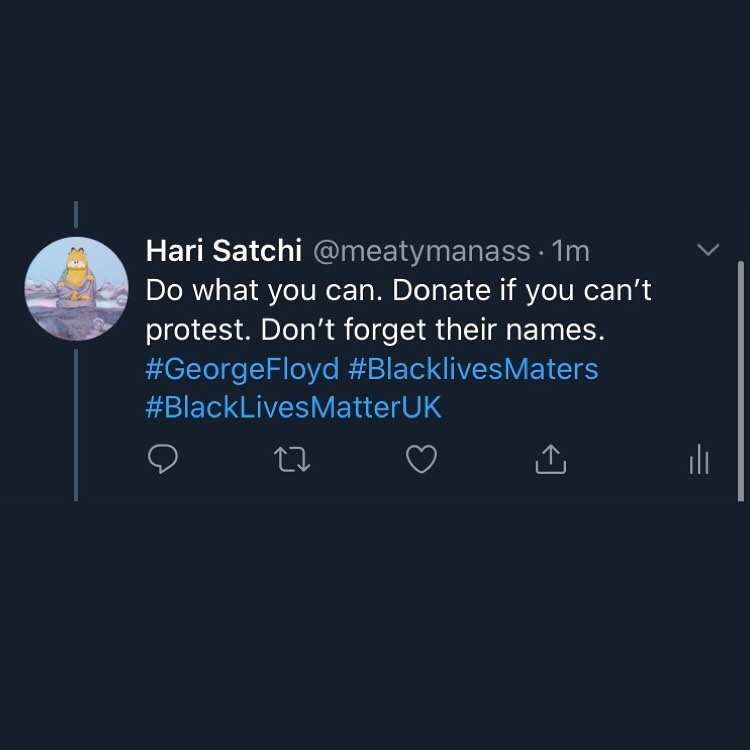 Hari Satchi @meatymanass · 1m
Do what you can. Donate if you can’t
protest. Don’t forget their names.
#GeorgeFloyd #BlacklivesMaters
#BlackLivesMatterUK